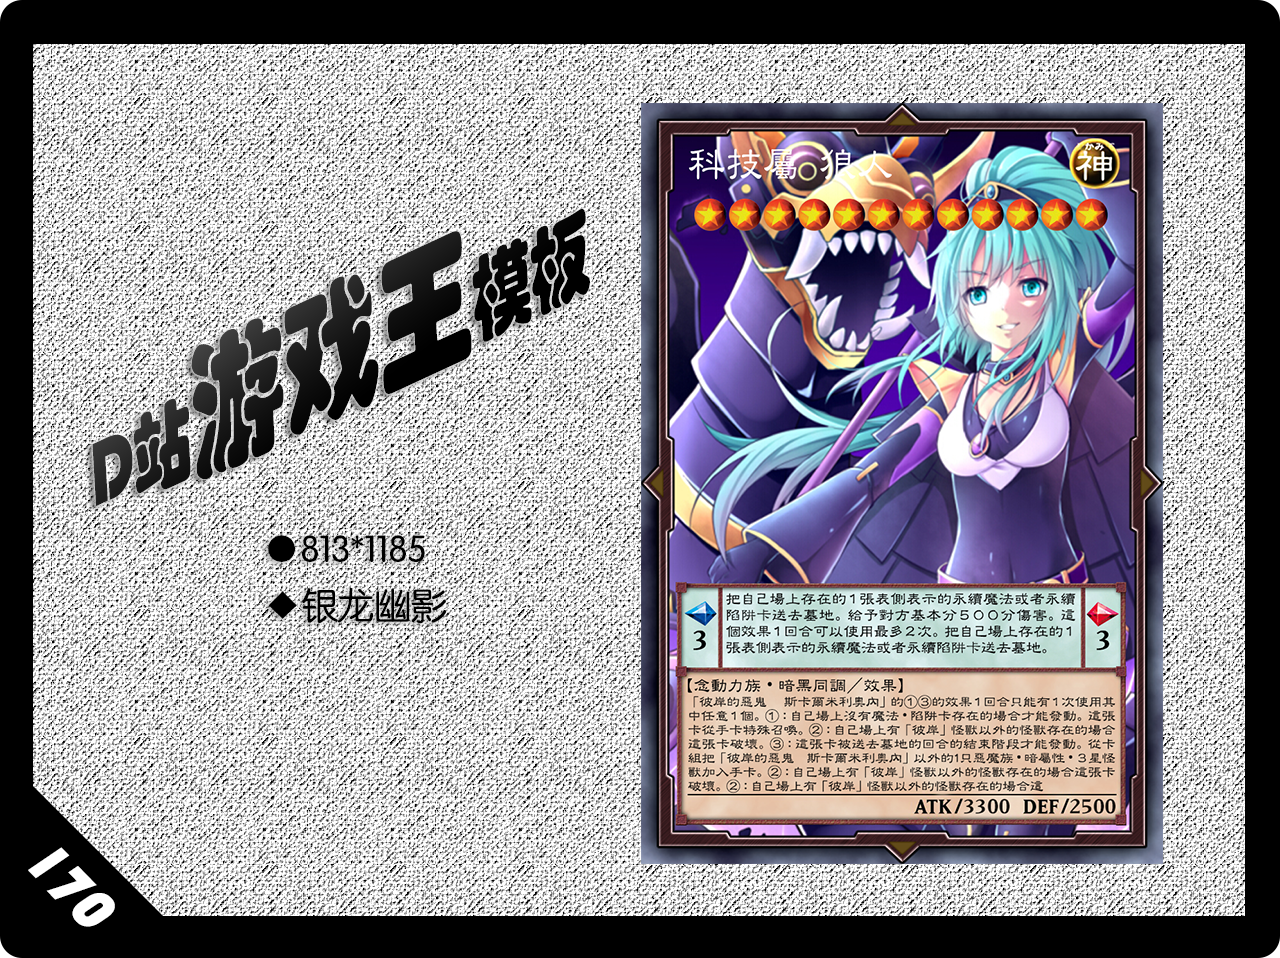 D站游戏王模板
●813*1185
◆银龙幽影
170
科技屬 狼人
神
かみ
把自己場上存在的1張表側表示的永續魔法或者永續
陷阱卡送去墓地。給予對方基本分500分傷害。這
個效果1回合可以使用最多2次。把自己場上存在的1
張表側表示的永續魔法或者永續陷阱卡送去墓地。
3
3
【念動力族・暗黑同調／效果】
「彼岸的惡鬼　斯卡爾米利奧內」的①③的效果1回合只能有1次使用其
中任意1個。①：自己場上沒有魔法・陷阱卡存在的場合才能發動。這張
卡從手卡特殊召喚。②：自己場上有「彼岸」怪獸以外的怪獸存在的場合
這張卡破壞。③：這張卡被送去墓地的回合的結束階段才能發動。從卡
組把「彼岸的惡鬼　斯卡爾米利奧內」以外的1只惡魔族・暗屬性・3星怪
獸加入手卡。②：自己場上有「彼岸」怪獸以外的怪獸存在的場合這張卡
破壞。②：自己場上有「彼岸」怪獸以外的怪獸存在的場合這
ATK/3300 DEF/2500